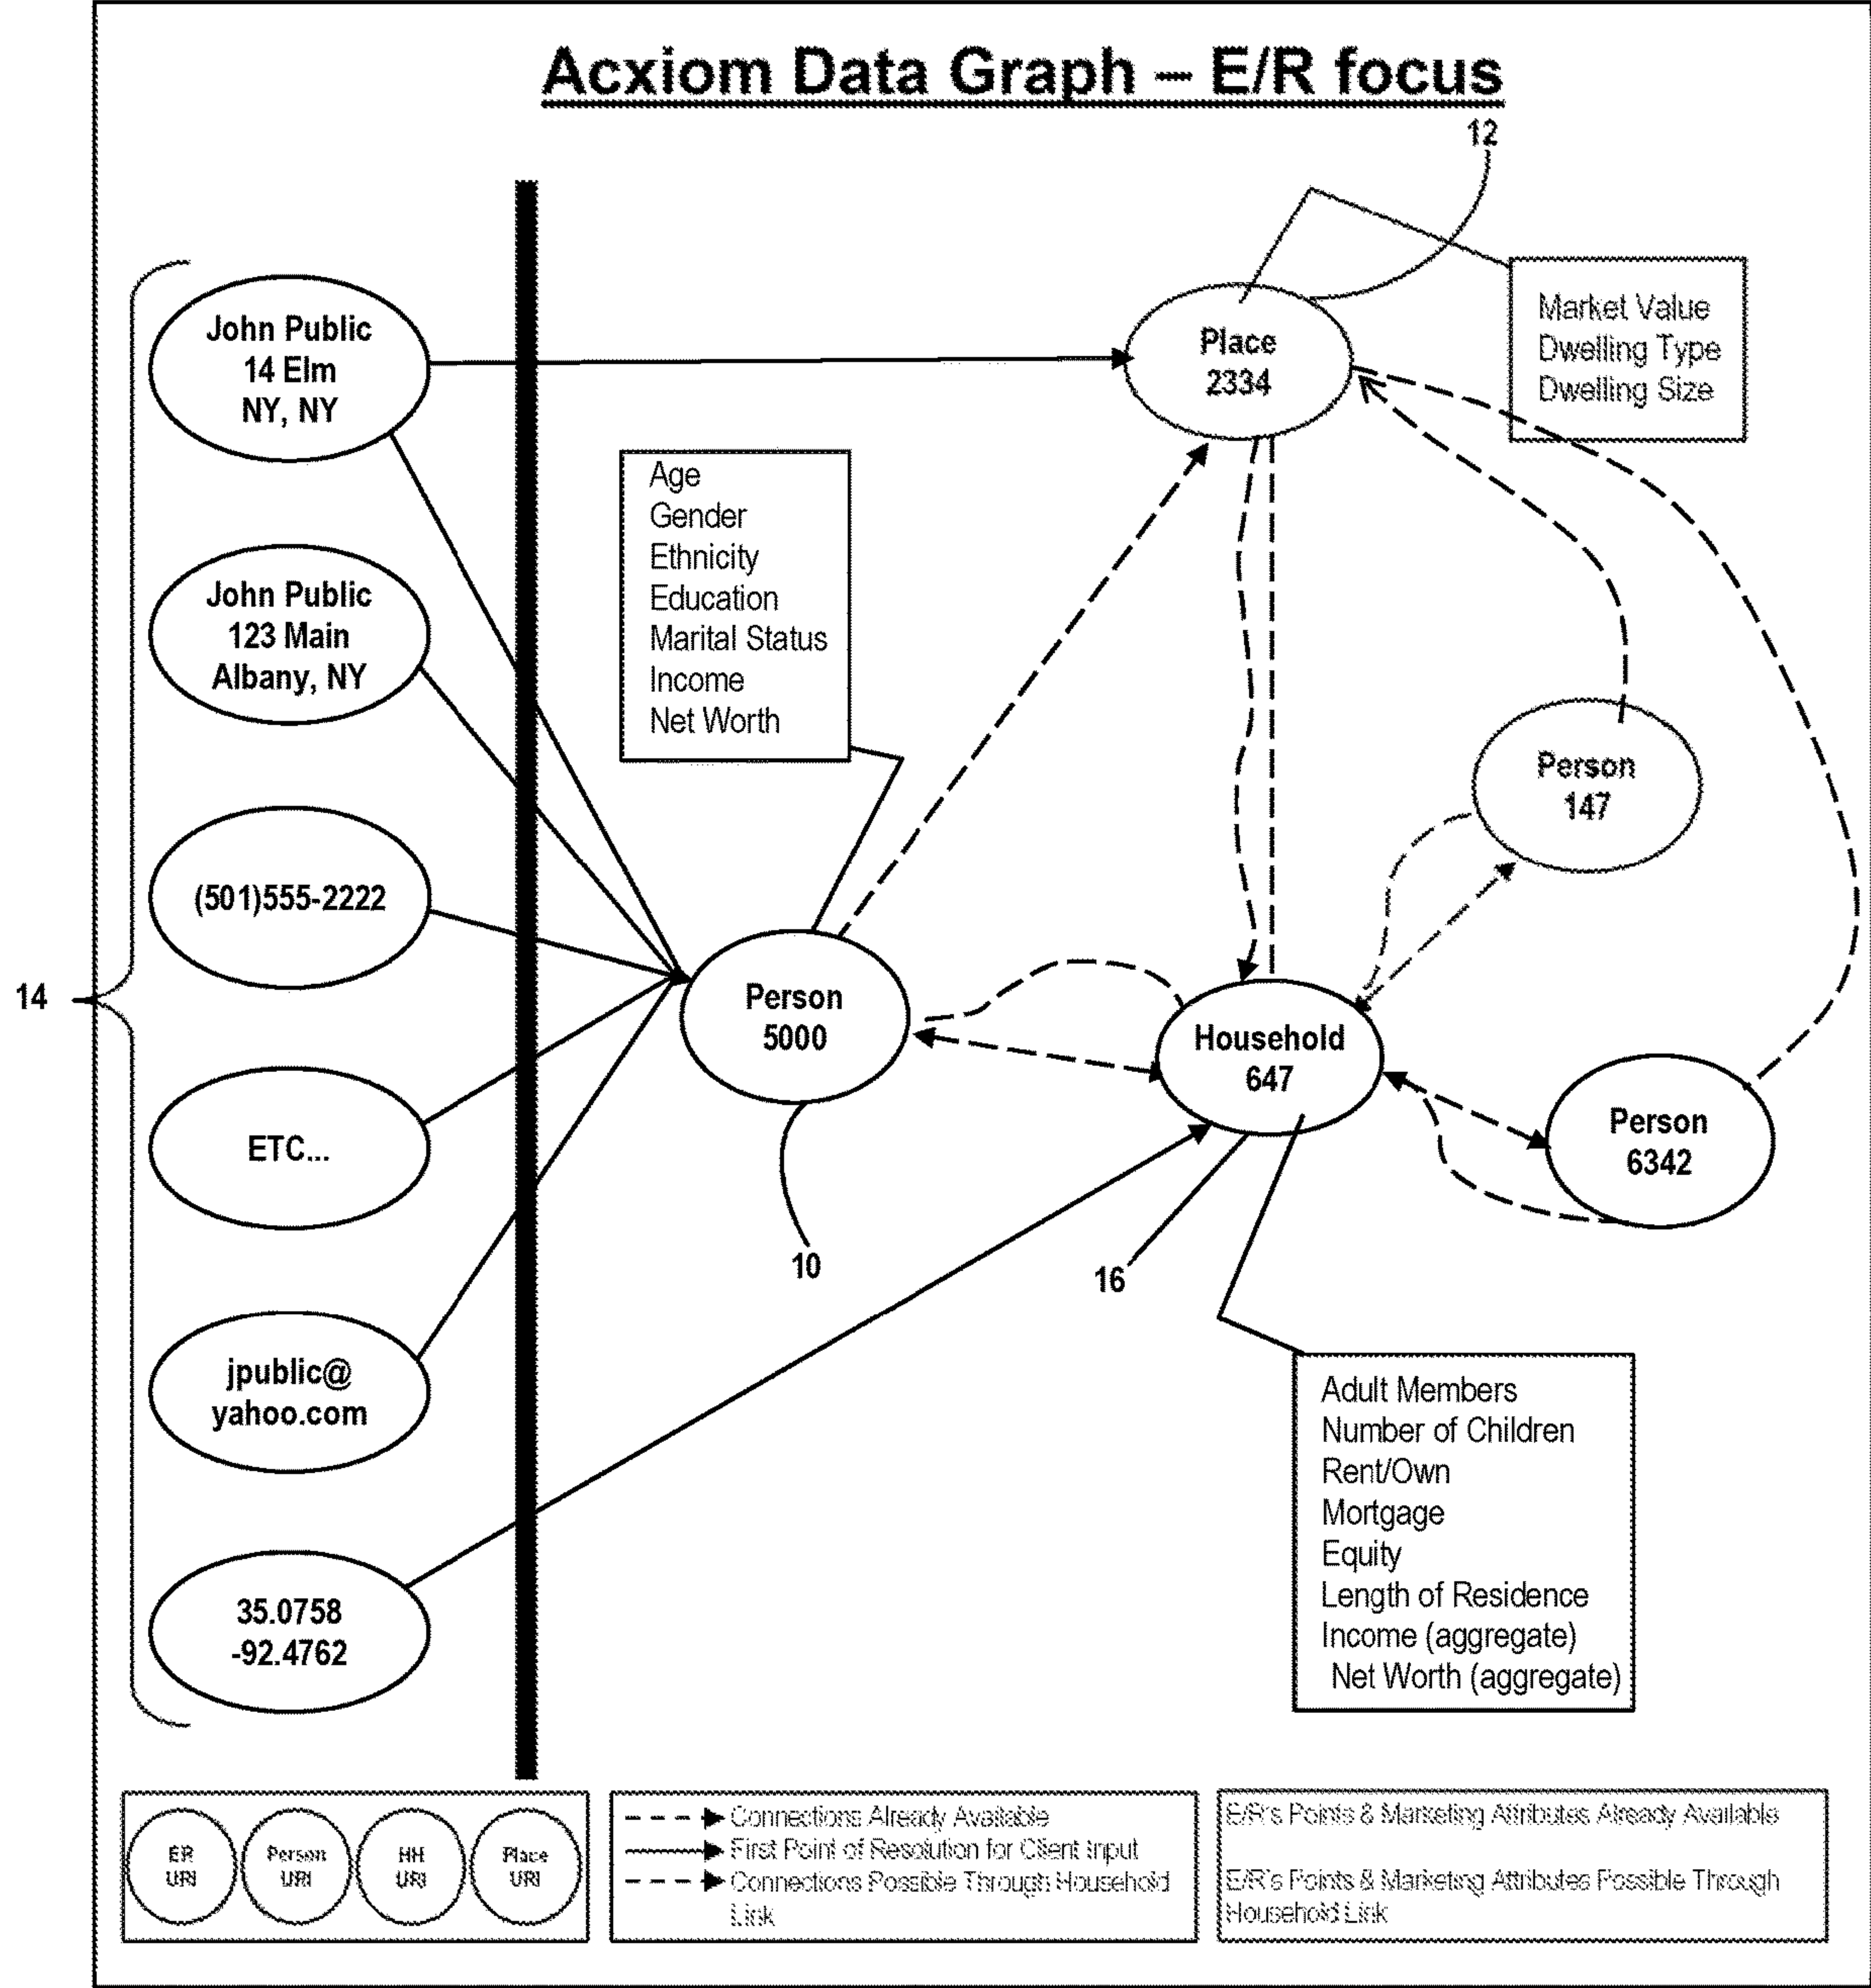 Acxiom Data Graph – E/R focus
12
John Public
14 Elm
NY, NY
Place
2334
Market Value
Dwelling Type
Dwelling Size
Age
Gender
Ethnicity
Education
Marital Status
Income
Net Worth
John Public
123 Main
Albany, NY
Person
147
(501)555-2222
14
Person
5000
Household
647
Person
6342
ETC...
10
16
jpublic@
yahoo.com
Adult Members
Number of Children
Rent/Own
Mortgage
Equity
Length of Residence
Income (aggregate)
Net Worth (aggregate)
35.0758
-92.4762
ER
URI
Person
URI
HH
URI
Place
URI
Connections Already Available
First Point of Resolution for Client Input
Connections Possible Through Household
Link
E/R's Points & Marketing Attributes Already Available
E/R's Points & Marketing Attributes Possible Through
Household Link